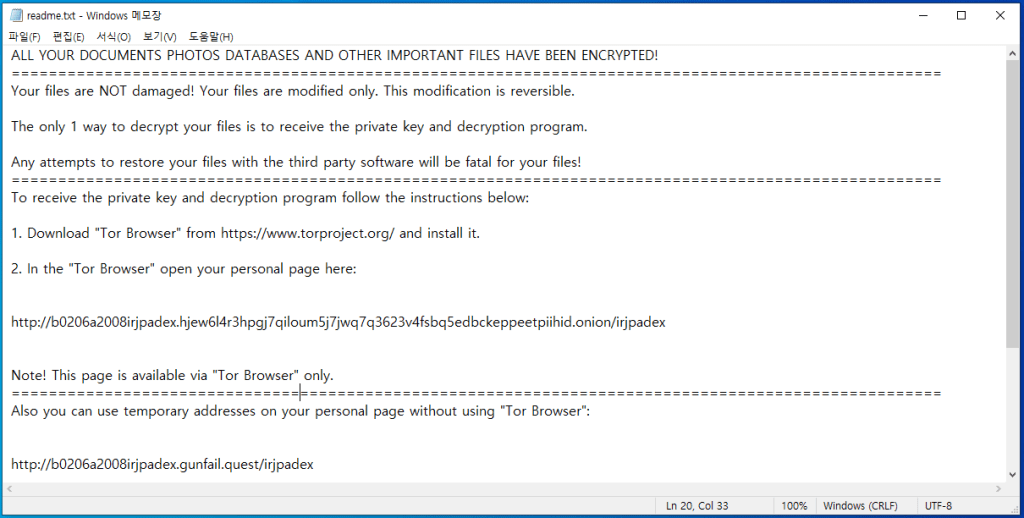 readme.txt - Windows 메모장
파일(F) 편집(E) 서식(O) 보기(V) 도움말(H)
ALL YOUR DOCUMENTS PHOTOS DATABASES AND OTHER IMPORTANT FILES HAVE BEEN ENCRYPTED!
====================================================================================================
Your files are NOT damaged! Your files are modified only. This modification is reversible.
The only 1 way to decrypt your files is to receive the private key and decryption program.
Any attempts to restore your files with the third party software will be fatal for your files!
====================================================================================================
To receive the private key and decryption program follow the instructions below:
1. Download "Tor Browser" from https://www.torproject.org/ and install it.
2. In the "Tor Browser" open your personal page here:
http://b0206a2008irjpadex.hjew6l4r3hpgj7qiloum5j7jwq7q3623v4fsbq5edbckeppeetpiihid.onion/irjpadex
Note! This page is available via "Tor Browser" only.
====================================================================================================
Also you can use temporary addresses on your personal page without using "Tor Browser":
http://b0206a2008irjpadex.gunfail.quest/irjpadex
Ln 20, Col 33 100% Windows (CRLF) UTF-8